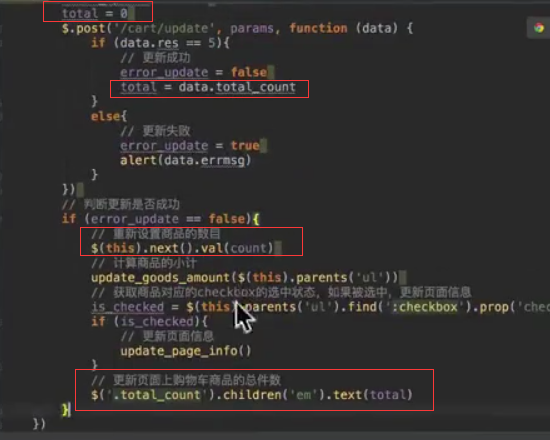 total = 0
$.post('/cart/update', params, function (data) {
if (data.res == 5){
// 更新成功
error_update = false
total = data.total_count
}
else{
// 更新失败
error_update = true
alert(data.errmsg)
}
})
// 判断更新是否成功
if (error_update == false){
// 重新设置商品的数目
$(this).next().val(count)
// 计算商品的小计
update_goods_amount($(this).parents('ul'))
// 获取商品对应的checkbox的选中状态，如果被选中，更新页面信息
is_checked = $(this).parents('ul').find(':checkbox').prop('chec
if (is_checked){
// 更新页面信息
update_page_info()
}
// 更新页面上购物车商品的总件数
$('.total_count').children('em').text(total)
}
})